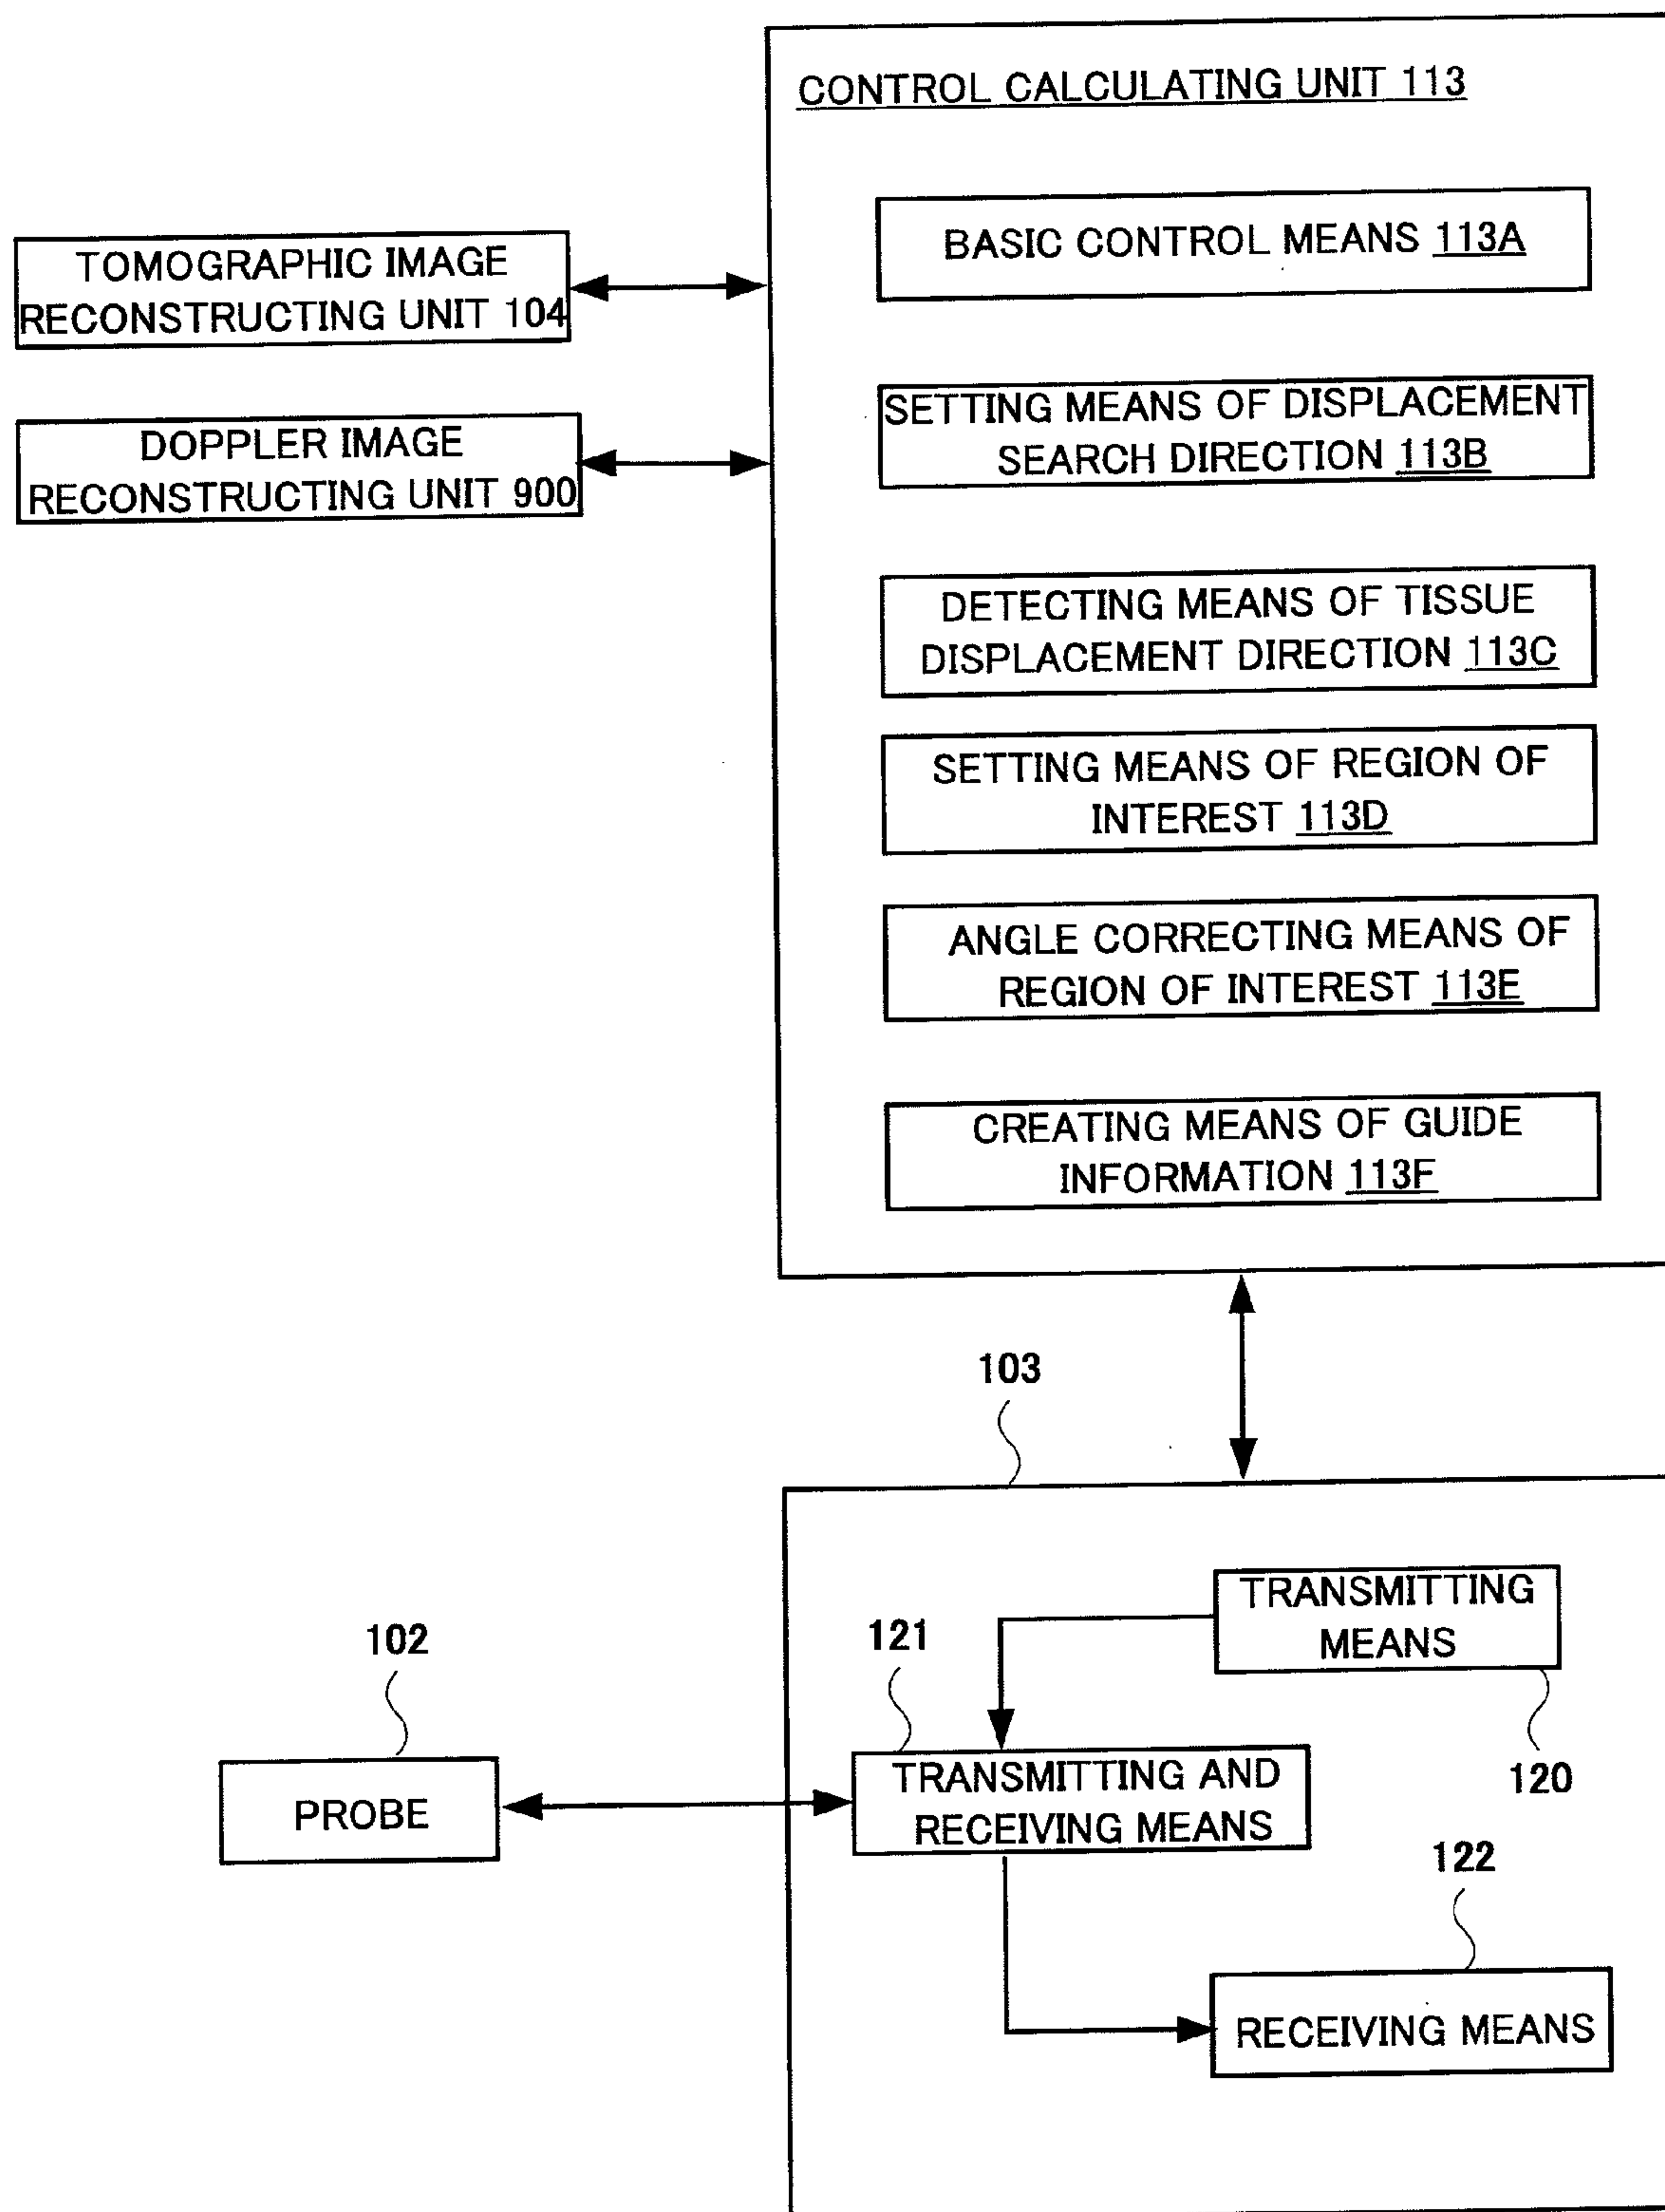 CONTROL CALCULATING UNIT 113
BASIC CONTROL MEANS 113A
TOMOGRAPHIC IMAGE
RECONSTRUCTING UNIT 104
SETTING MEANS OF DISPLACEMENT
SEARCH DIRECTION 113B
DOPPLER IMAGE
RECONSTRUCTING UNIT 900
DETECTING MEANS OF TISSUE
DISPLACEMENT DIRECTION 113C
SETTING MEANS OF REGION OF
INTEREST 113D
ANGLE CORRECTING MEANS OF
REGION OF INTEREST 113E
CREATING MEANS OF GUIDE
INFORMATION 113F
103
TRANSMITTING
MEANS
120
102
121
PROBE
TRANSMITTING AND
RECEIVING MEANS
122
RECEIVING MEANS